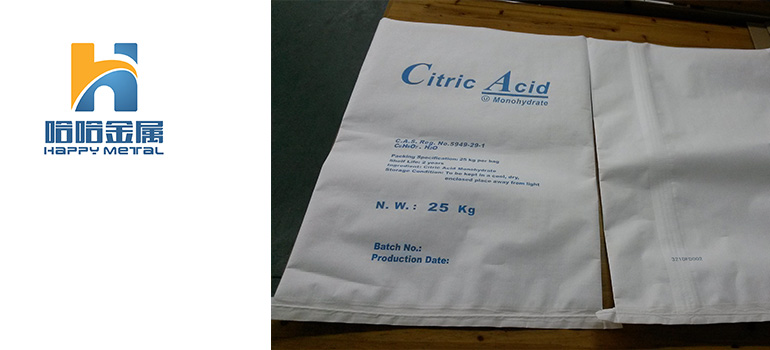 哈哈金属
HAPPY METAL
Citric Acid
U Monohydrate
C.A.S. Reg. No.5949-29-1
C₆H₈O₇ . H₂O
Packing Specification: 25 kg per bag
Shelf Life: 2 years
Ingredient: Citric Acid Monohydrate
Storage Condition: To be kept in a cool, dry,
enclosed place away from light
N. W.: 25 Kg
Batch No.:
Production Date: